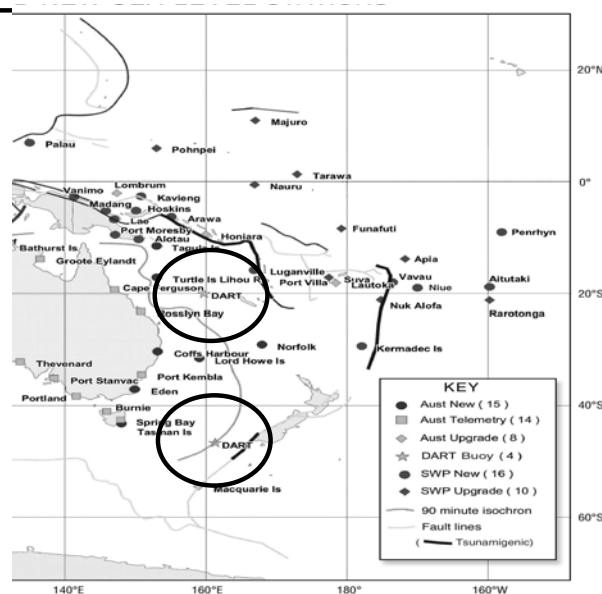 20°N
Majuro
Palau
Pohnpei
Tarawa
0°
Nauru
Lombrum
Vanimo
Kavieng
Madang
Hoskins
Lae
Arawa
Port Moresby
Honiara
Funafuti
Penrhyn
Alotau
Bathurst Is
Tagula Is
Groote Eylandt
Luganville
Apia
Turtle Is Lihou R
Suva
Vavau
Aitutaki
Port Villa
Lautoka
Cape Ferguson
DART
Niue
20°S
Nuk Alofa
Rarotonga
Rosslyn Bay
Norfolk
Kermadec Is
Coffs Harbour
Lord Howe Is
Thevenard
Port Stanvac
Port Kembla
Portland
Eden
40°S
Burnie
Spring Bay
Tasman Is
DART
Macquarie Is
60°S
KEY
Aust New ( 15 )
Aust Telemetry ( 14 )
Aust Upgrade ( 8 )
DART Buoy ( 4 )
SWP New ( 16 )
SWP Upgrade ( 10 )
90 minute isochron
Fault lines
( Tsunamigenic )
140°E
160°E
180°
160°W